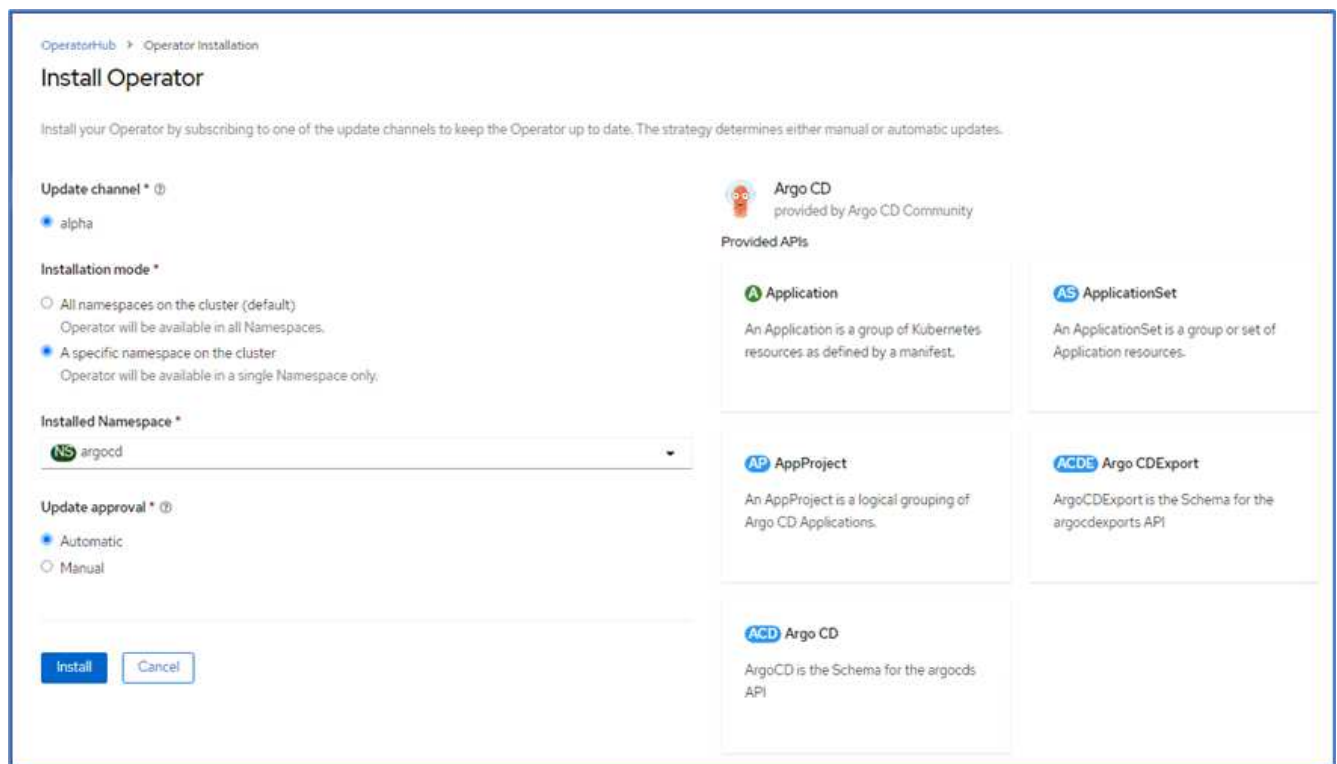 OperatorHub > Operator Installation
Install Operator
Install your Operator by subscribing to one of the update channels to keep the Operator up to date. The strategy determines either manual or automatic updates.
Update channel *
alpha
Installation mode *
All namespaces on the cluster (default)
Operator will be available in all Namespaces.
A specific namespace on the cluster
Operator will be available in a single Namespace only.
Installed Namespace *
NS argocd
Update approval *
Automatic
Manual
Install Cancel
Argo CD
provided by Argo CD Community
Provided APIs
A Application
An Application is a group of Kubernetes
resources as defined by a manifest.
AS ApplicationSet
An ApplicationSet is a group or set of
Application resources.
AP AppProject
An AppProject is a logical grouping of
Argo CD Applications.
ACDE Argo CDExport
ArgoCDExport is the Schema for the
argocdexports API
ACD Argo CD
ArgoCD is the Schema for the argocds
API